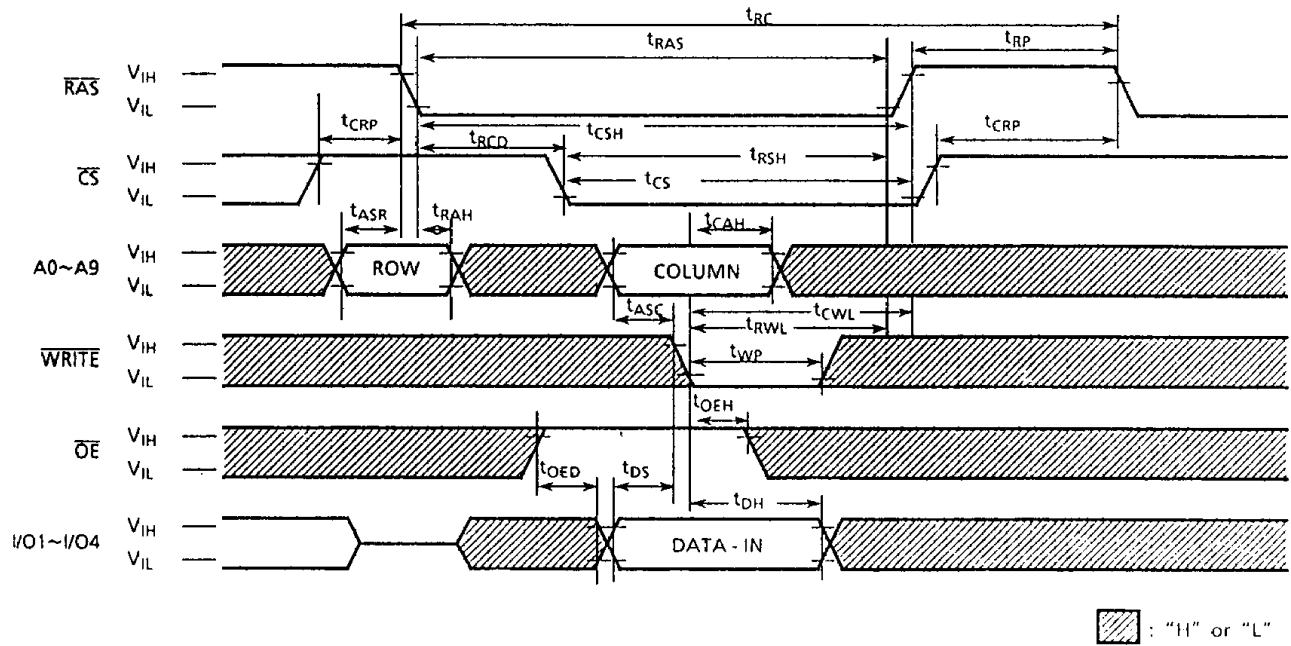 tRC
tRAS
tRP
RAS
VIH
VIL
tCRP
tCSH
tCRP
tRCD
tRSH
CS
VIH
VIL
tCS
tASR
tRAH
tCAH
A0~A9
VIH
VIL
ROW
COLUMN
tASC
tCWL
tRWL
WRITE
VIH
VIL
tWP
tOEH
OE
VIH
VIL
tOED
tDS
tDH
I/O1~I/O4
VIH
VIL
DATA - IN
: "H" or "L"